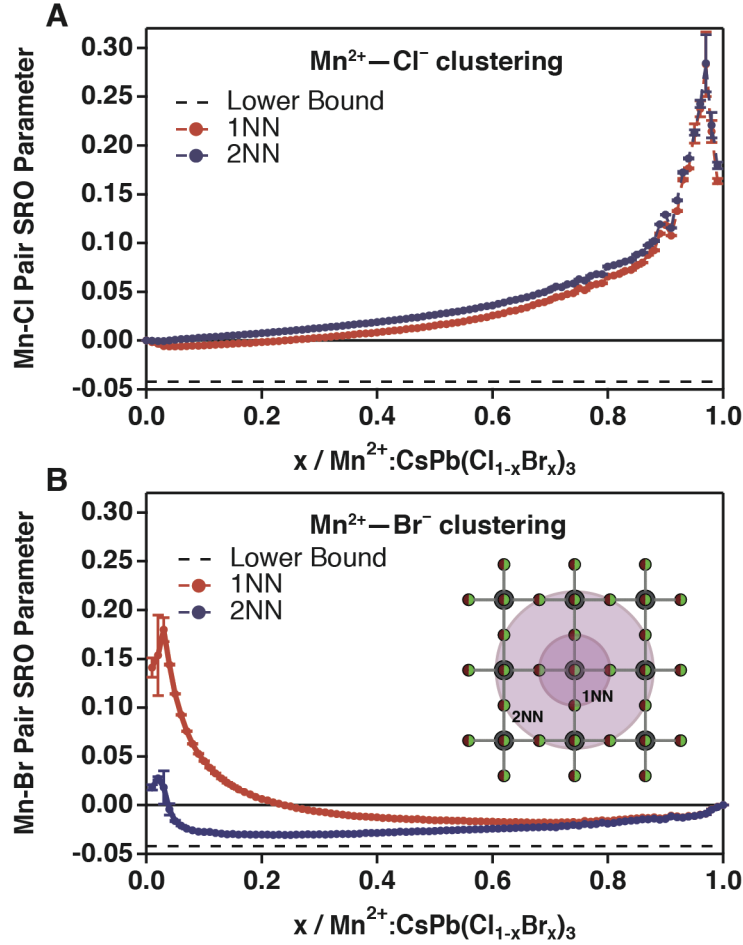 A
Mn²⁺—Cl⁻ clustering
Lower Bound
1NN
2NN
Mn-Cl Pair SRO Parameter
0.30
0.25
0.20
0.15
0.10
0.05
0.00
-0.05
0.0 0.2 0.4 0.6 0.8 1.0
x / Mn²⁺:CsPb(Cl₁₋ₓBrₓ)₃
B
Mn²⁺—Br⁻ clustering
Lower Bound
1NN
2NN
Mn-Br Pair SRO Parameter
0.30
0.25
0.20
0.15
0.10
0.05
0.00
-0.05
1NN
2NN
0.0 0.2 0.4 0.6 0.8 1.0
x / Mn²⁺:CsPb(Cl₁₋ₓBrₓ)₃